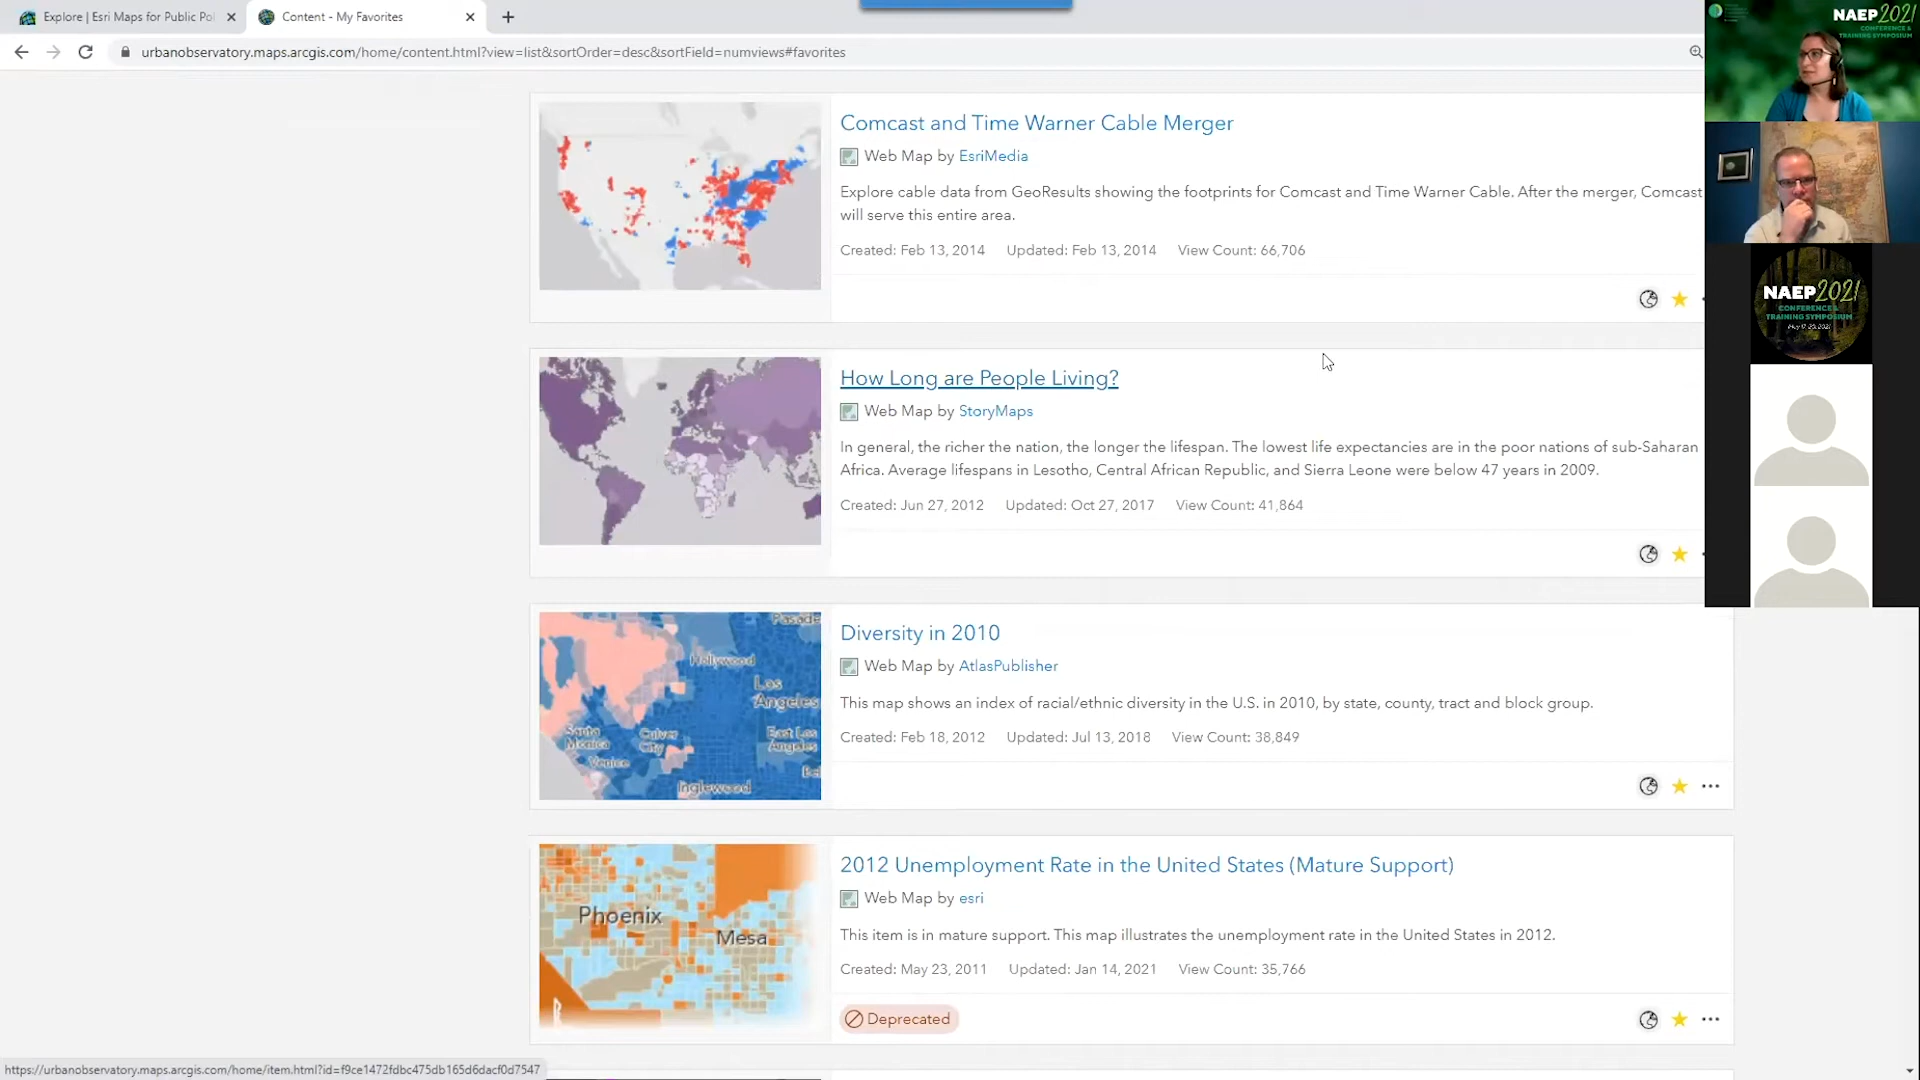 Explore | Esri Maps for Public Pol
Content - My Favorites
urbanobservatory.maps.arcgis.com/home/content.html?view=list&sortOrder=desc&sortField=numviews#favorites
NAEP2021
CONFERENCE &
TRAINING SYMPOSIUM
Comcast and Time Warner Cable Merger
Web Map by EsriMedia
Explore cable data from GeoResults showing the footprints for Comcast and Time Warner Cable. After the merger, Comcast
will serve this entire area.
Created: Feb 13, 2014 Updated: Feb 13, 2014 View Count: 66,706
NAEP2021
CONFERENCE &
TRAINING SYMPOSIUM
May 17-20, 2021
How Long are People Living?
Web Map by StoryMaps
In general, the richer the nation, the longer the lifespan. The lowest life expectancies are in the poor nations of sub-Saharan
Africa. Average lifespans in Lesotho, Central African Republic, and Sierra Leone were below 47 years in 2009.
Created: Jun 27, 2012 Updated: Oct 27, 2017 View Count: 41,864
Pasade
Hollywood
Los
Angeles
Santa
Monica
Culver
City
East Los
Angeles
Venice
Bel
Inglewood
Diversity in 2010
Web Map by AtlasPublisher
This map shows an index of racial/ethnic diversity in the U.S. in 2010, by state, county, tract and block group.
Created: Feb 18, 2012 Updated: Jul 13, 2018 View Count: 38,849
Phoenix
Mesa
2012 Unemployment Rate in the United States (Mature Support)
Web Map by esri
This item is in mature support. This map illustrates the unemployment rate in the United States in 2012.
Created: May 23, 2011 Updated: Jan 14, 2021 View Count: 35,766
Deprecated
https://urbanobservatory.maps.arcgis.com/home/item.html?id=f9ce1472fdbc475db165d6dacf0d7547